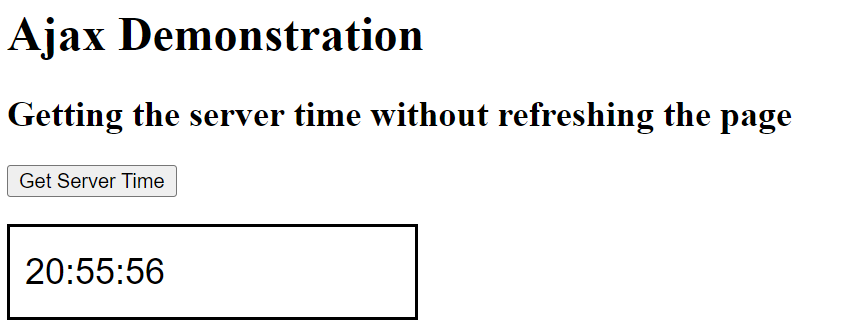 Ajax Demonstration
Getting the server time without refreshing the page
Get Server Time
20:55:56